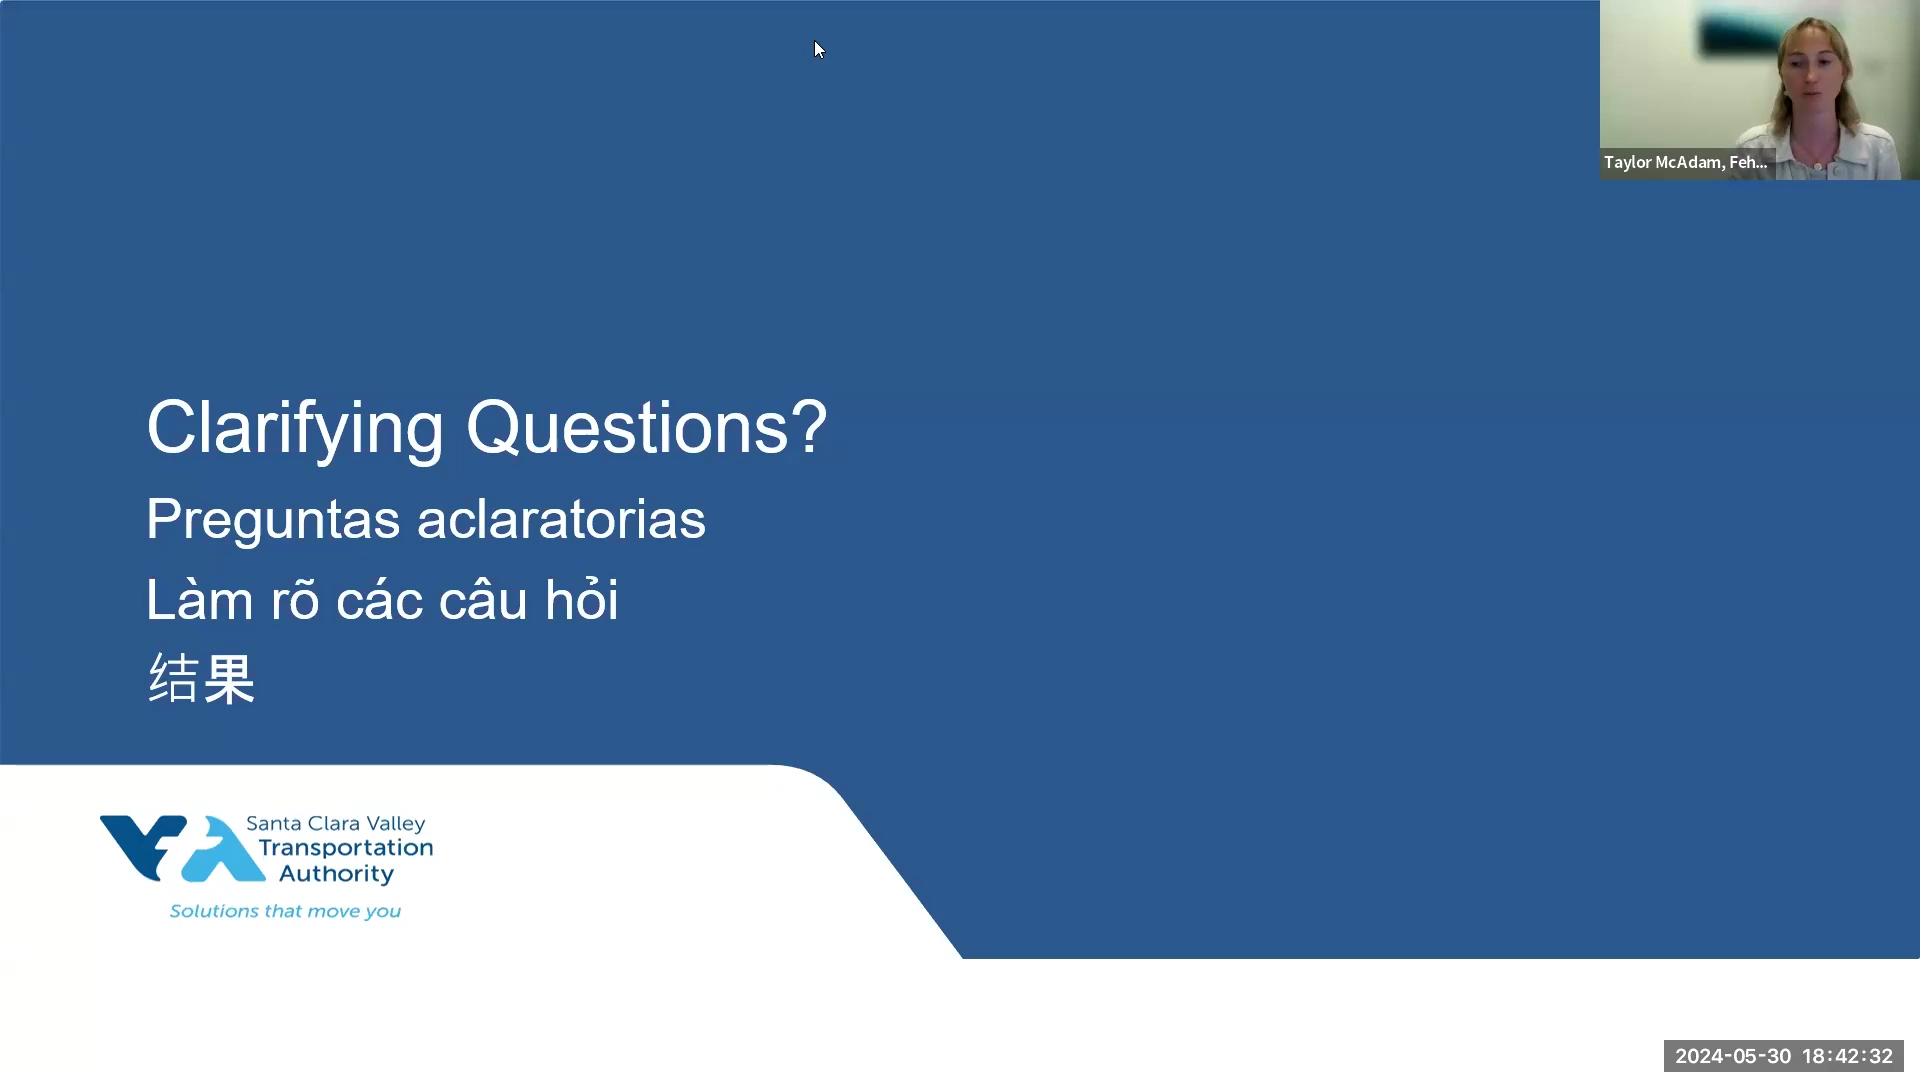 Taylor McAdam, Feh...
Clarifying Questions?
Preguntas aclaratorias
Làm rõ các câu hỏi
结果
Santa Clara Valley
Transportation
Authority
Solutions that move you
2024-05-30 18:42:32